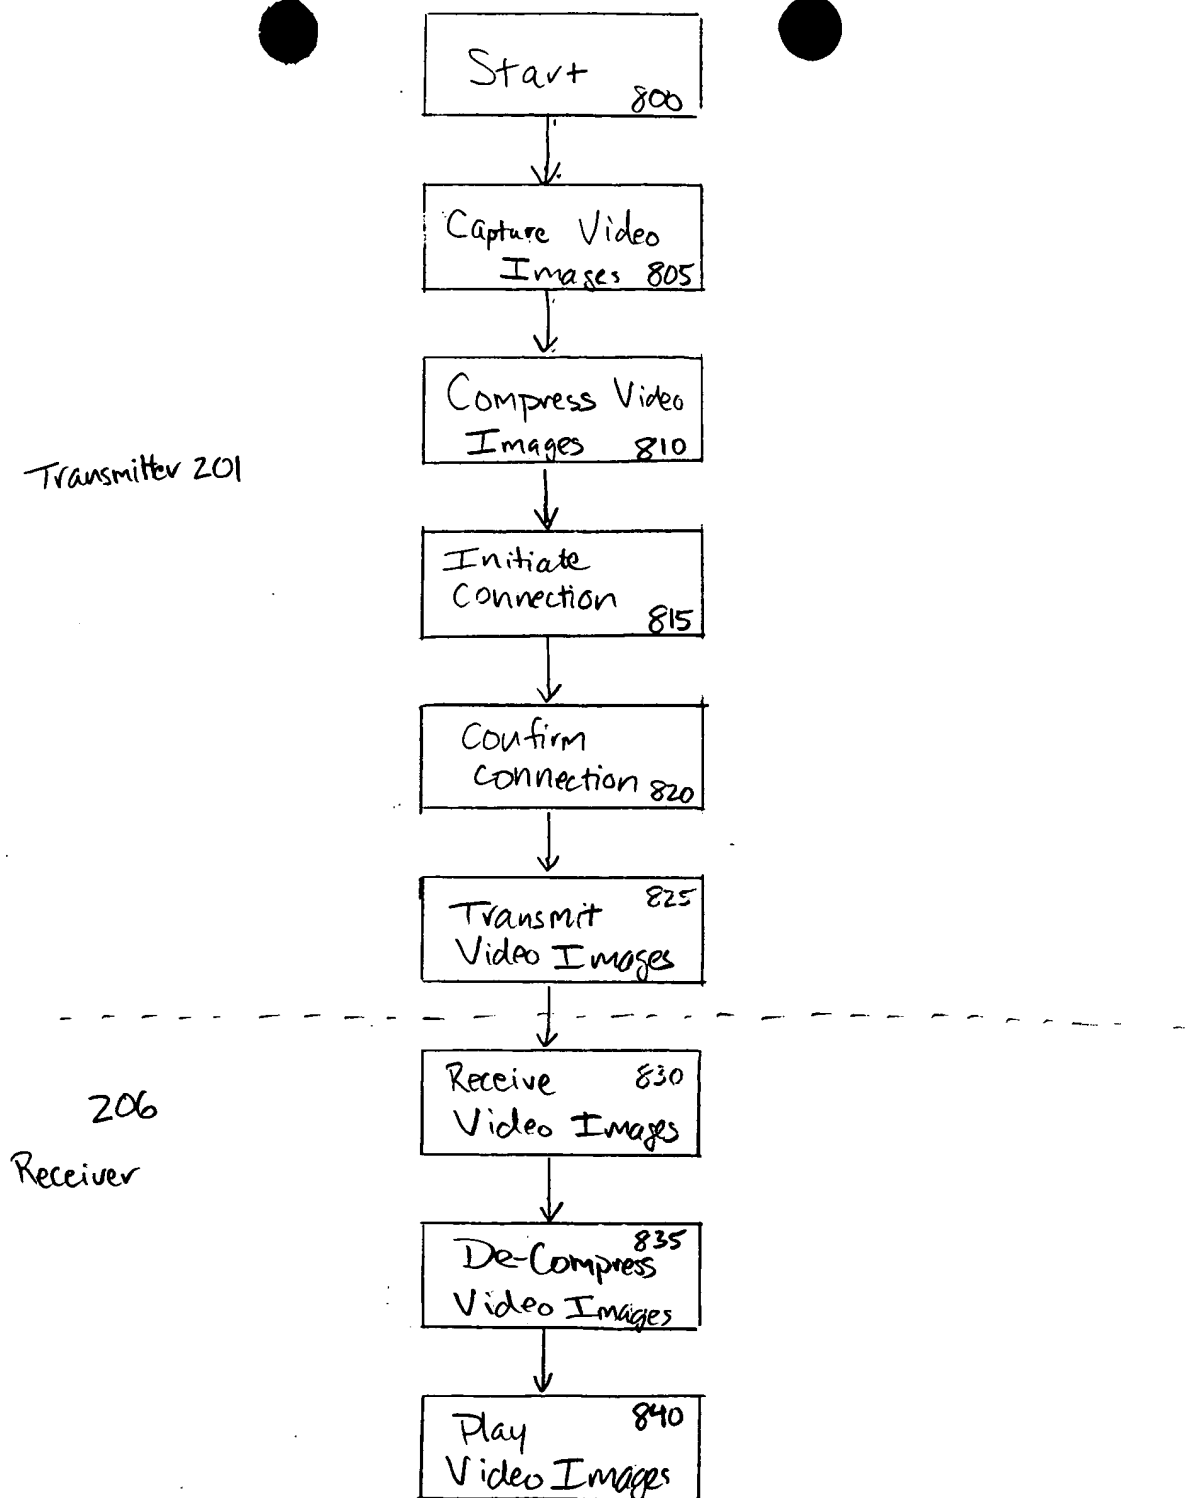 Start
800
Capture Video
Images 805
Compress Video
Images 810
Transmitter 201
Initiate
Connection
815
Confirm
Connection 820
825
Transmit
Video Images
Receive 830
Video Images
206
Receiver
835
De-Compress
Video Images
Play 840
Video Images